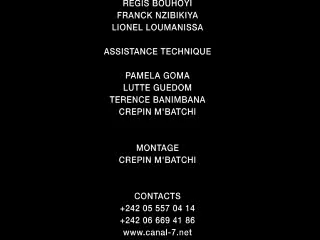 REGIS BOUHOYI
FRANCK NZIBIKIYA
LIONEL LOUMANISSA
ASSISTANCE TECHNIQUE
PAMELA GOMA
LUTTE GUEDOM
TERENCE BANIMBANA
CREPIN M'BATCHI
MONTAGE
CREPIN M'BATCHI
CONTACTS
+242 05 557 04 14
+242 06 669 41 86
www.canal-7.net